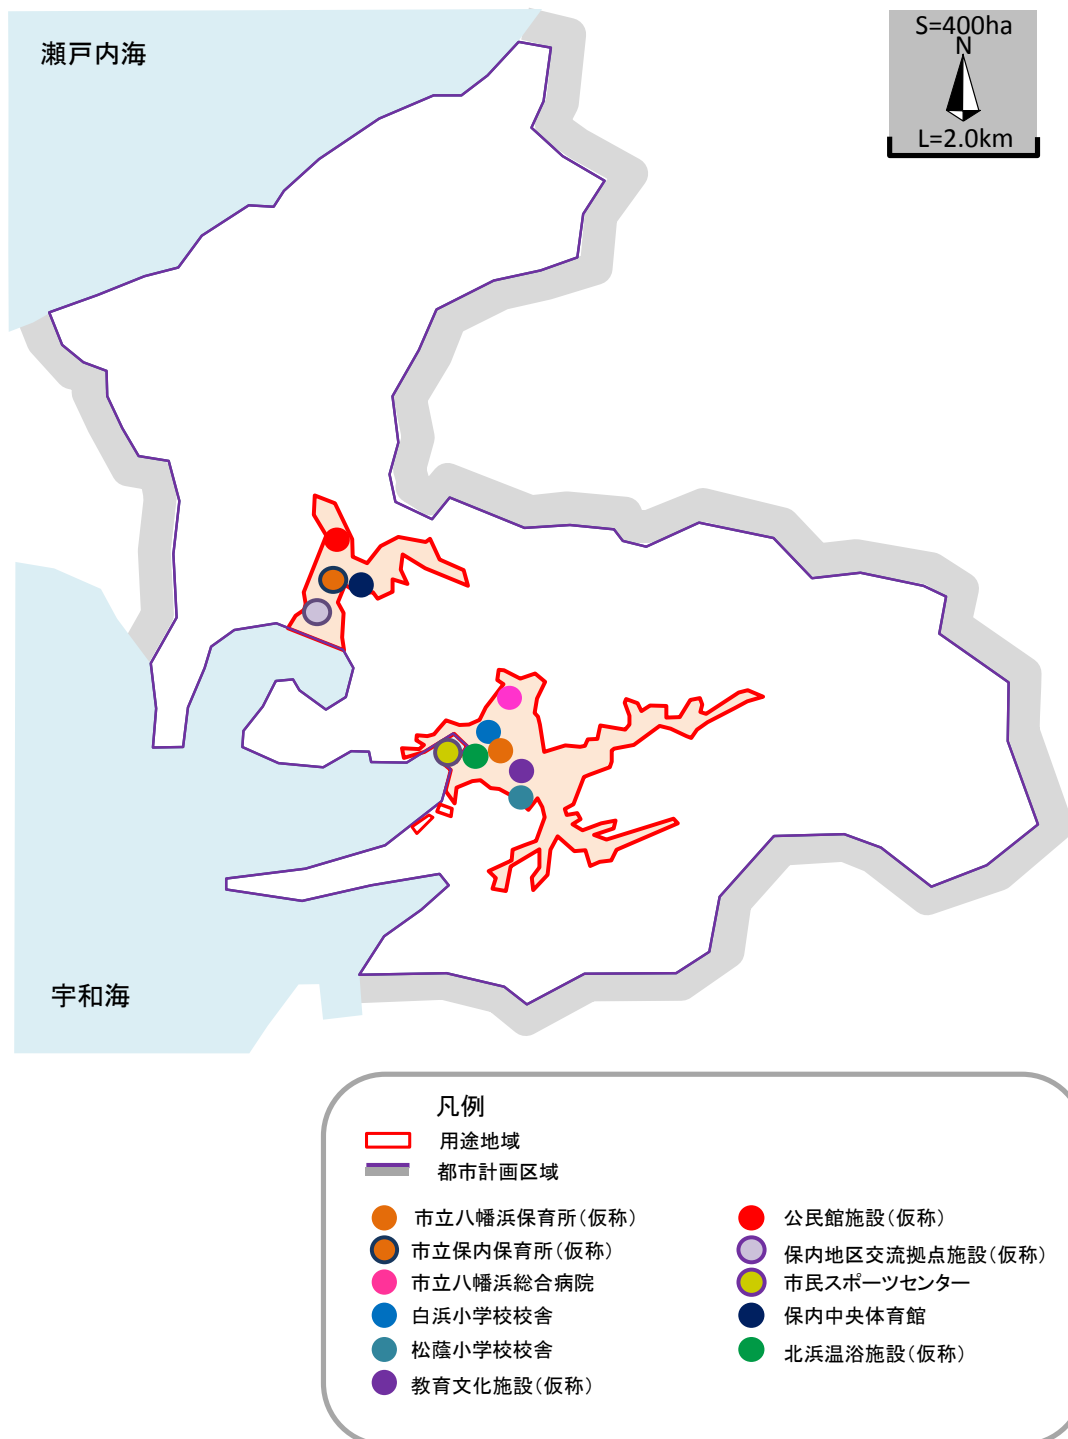 瀬戸内海
S=400ha
N
L=2.0km
宇和海
凡例
用途地域
都市計画区域
市立八幡浜保育所(仮称)
市立保内保育所(仮称)
市立八幡浜総合病院
白浜小学校校舎
松蔭小学校校舎
教育文化施設(仮称)
公民館施設(仮称)
保内地区交流拠点施設(仮称)
市民スポーツセンター
保内中央体育館
北浜温浴施設(仮称)